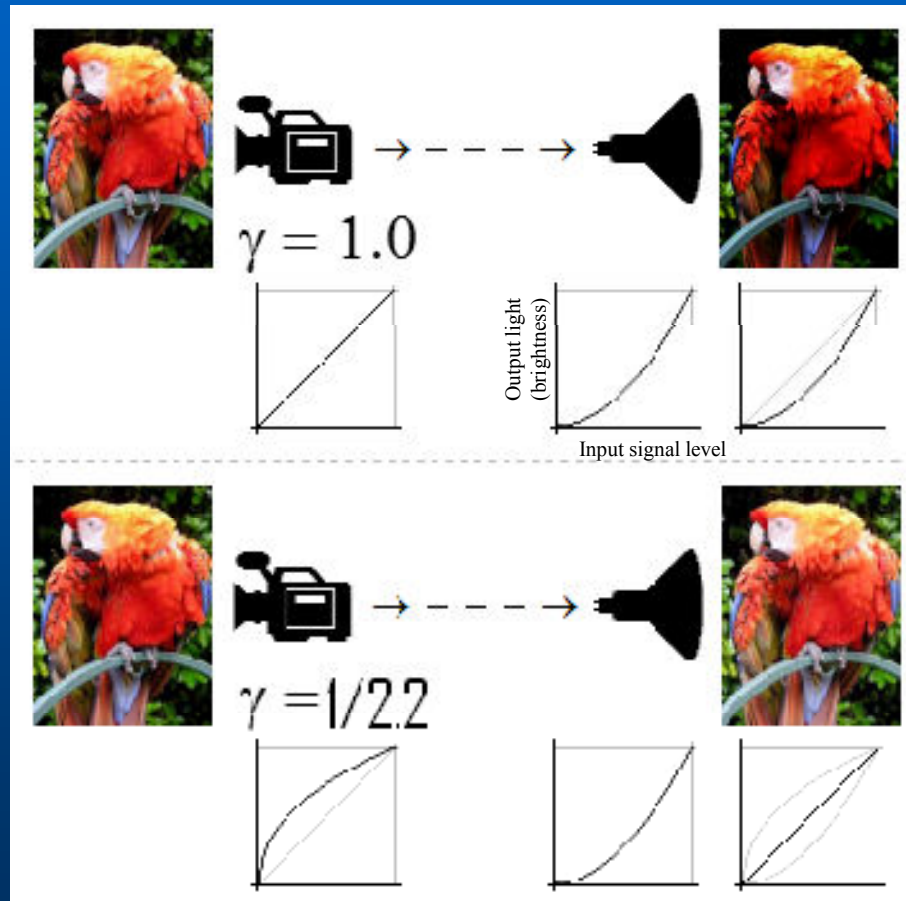 γ = 1.0
Output light
(brightness)
Input signal level
γ =1/2.2